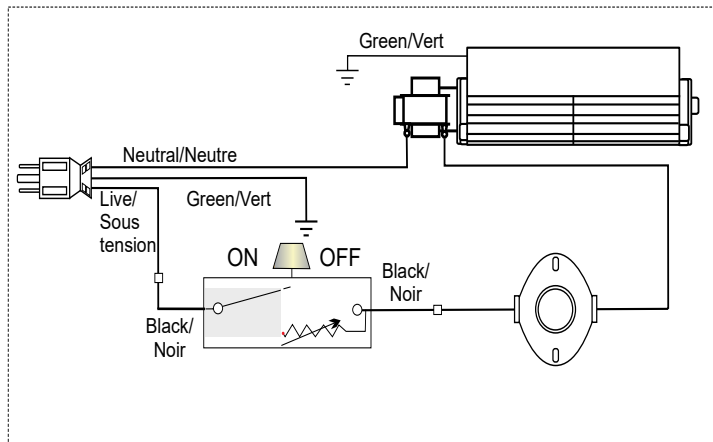 Green/Vert
Neutral/Neutre
Live/
Sous
tension
Green/Vert
ON OFF
Black/
Noir
Black/
Noir